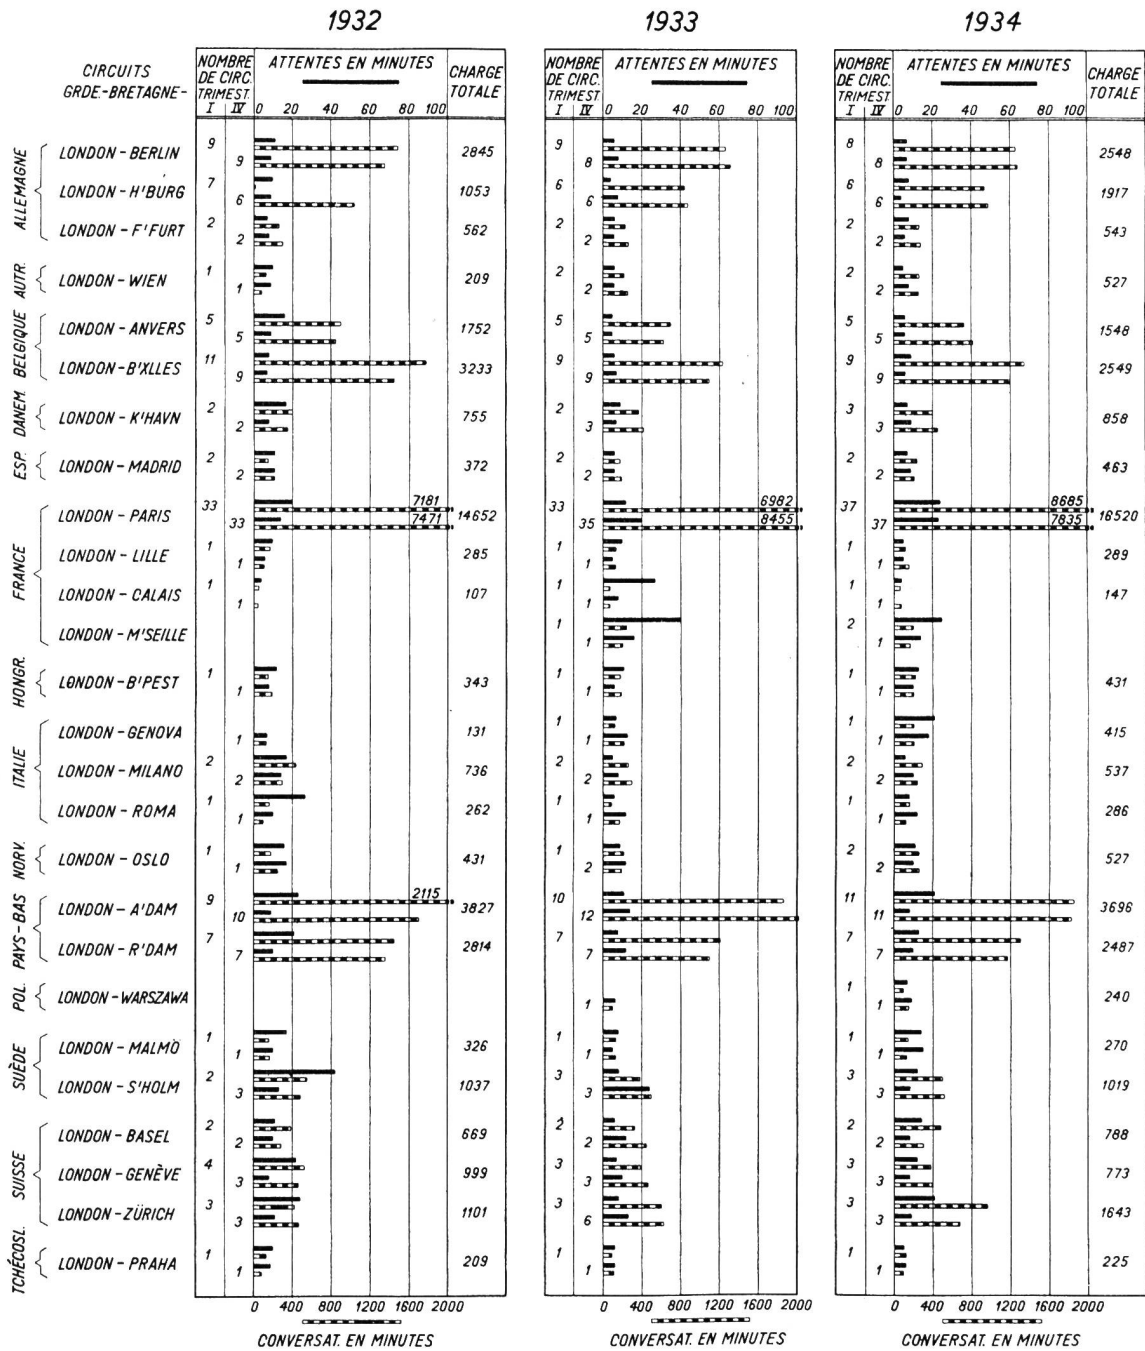 1932 1933 1934
CIRCUITS
GRDE.-BRETAGNE-
NOMBRE DE CIRC. TRIMEST. I IV ATTENTES EN MINUTES 0 20 40 60 80 100 CHARGE TOTALE
NOMBRE DE CIRC. TRIMEST. I IV ATTENTES EN MINUTES 0 20 40 60 80 100
NOMBRE DE CIRC. TRIMEST. I IV ATTENTES EN MINUTES 0 20 40 60 80 100 CHARGE TOTALE
ALLEMAGNE
LONDON - BERLIN 9 9 2845 9 8 8 8 2548
LONDON - H'BURG 7 6 1053 6 6 6 6 1917
LONDON - F'FURT 2 2 562 2 2 2 2 543
AUTR.
LONDON - WIEN 1 1 209 2 2 2 2 527
BELGIQUE
LONDON - ANVERS 5 5 1752 5 5 5 5 1548
LONDON - B'XLLES 11 9 3233 9 9 9 9 2549
DANEM.
LONDON - K'HAVN 2 2 755 2 3 3 3 858
ESP.
LONDON - MADRID 2 2 372 2 2 2 2 463
FRANCE
LONDON - PARIS 33 33 7181 7471 14652 33 35 6982 8455 37 37 8685 7835 16520
LONDON - LILLE 1 1 285 1 1 1 1 289
LONDON - CALAIS 1 1 107 1 1 1 1 147
LONDON - M'SEILLE 1 1 2 1
HONGR.
LONDON - B'PEST 1 1 343 1 1 1 1 431
ITALIE
LONDON - GENOVA 1 131 1 1 1 1 415
LONDON - MILANO 2 2 736 2 2 2 2 537
LONDON - ROMA 1 1 262 1 1 1 1 286
NORV.
LONDON - OSLO 1 1 431 1 2 2 2 527
PAYS-BAS
LONDON - A'DAM 9 10 2115 3827 10 12 11 11 3696
LONDON - R'DAM 7 7 2814 7 7 7 7 2487
POL.
LONDON - WARSZAWA 1 1 1 240
SUÈDE
LONDON - MALMÖ 1 1 326 1 1 1 1 270
LONDON - S'HOLM 2 3 1037 3 3 3 3 1019
SUISSE
LONDON - BASEL 2 2 669 2 2 2 2 788
LONDON - GENÈVE 4 3 999 3 3 3 3 773
LONDON - ZÜRICH 3 3 1101 3 6 3 3 1643
TCHÉCOSL.
LONDON - PRAHA 1 1 209 1 1 1 1 225
0 400 1200 1600 2000 0 400 1200 1600 2000 0 400 1200 1600 2000
CONVERSAT. EN MINUTES CONVERSAT. EN MINUTES CONVERSAT. EN MINUTES